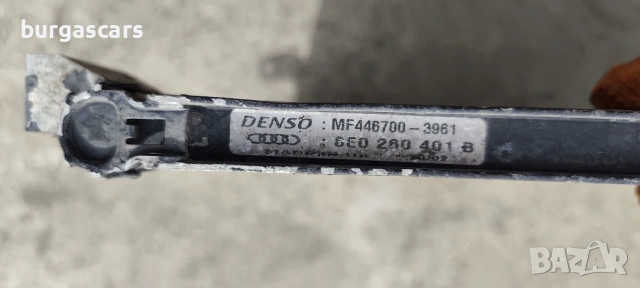 burgascars
DENSO : MF446700-3961
: 8E0 260 401 B
BAZAR